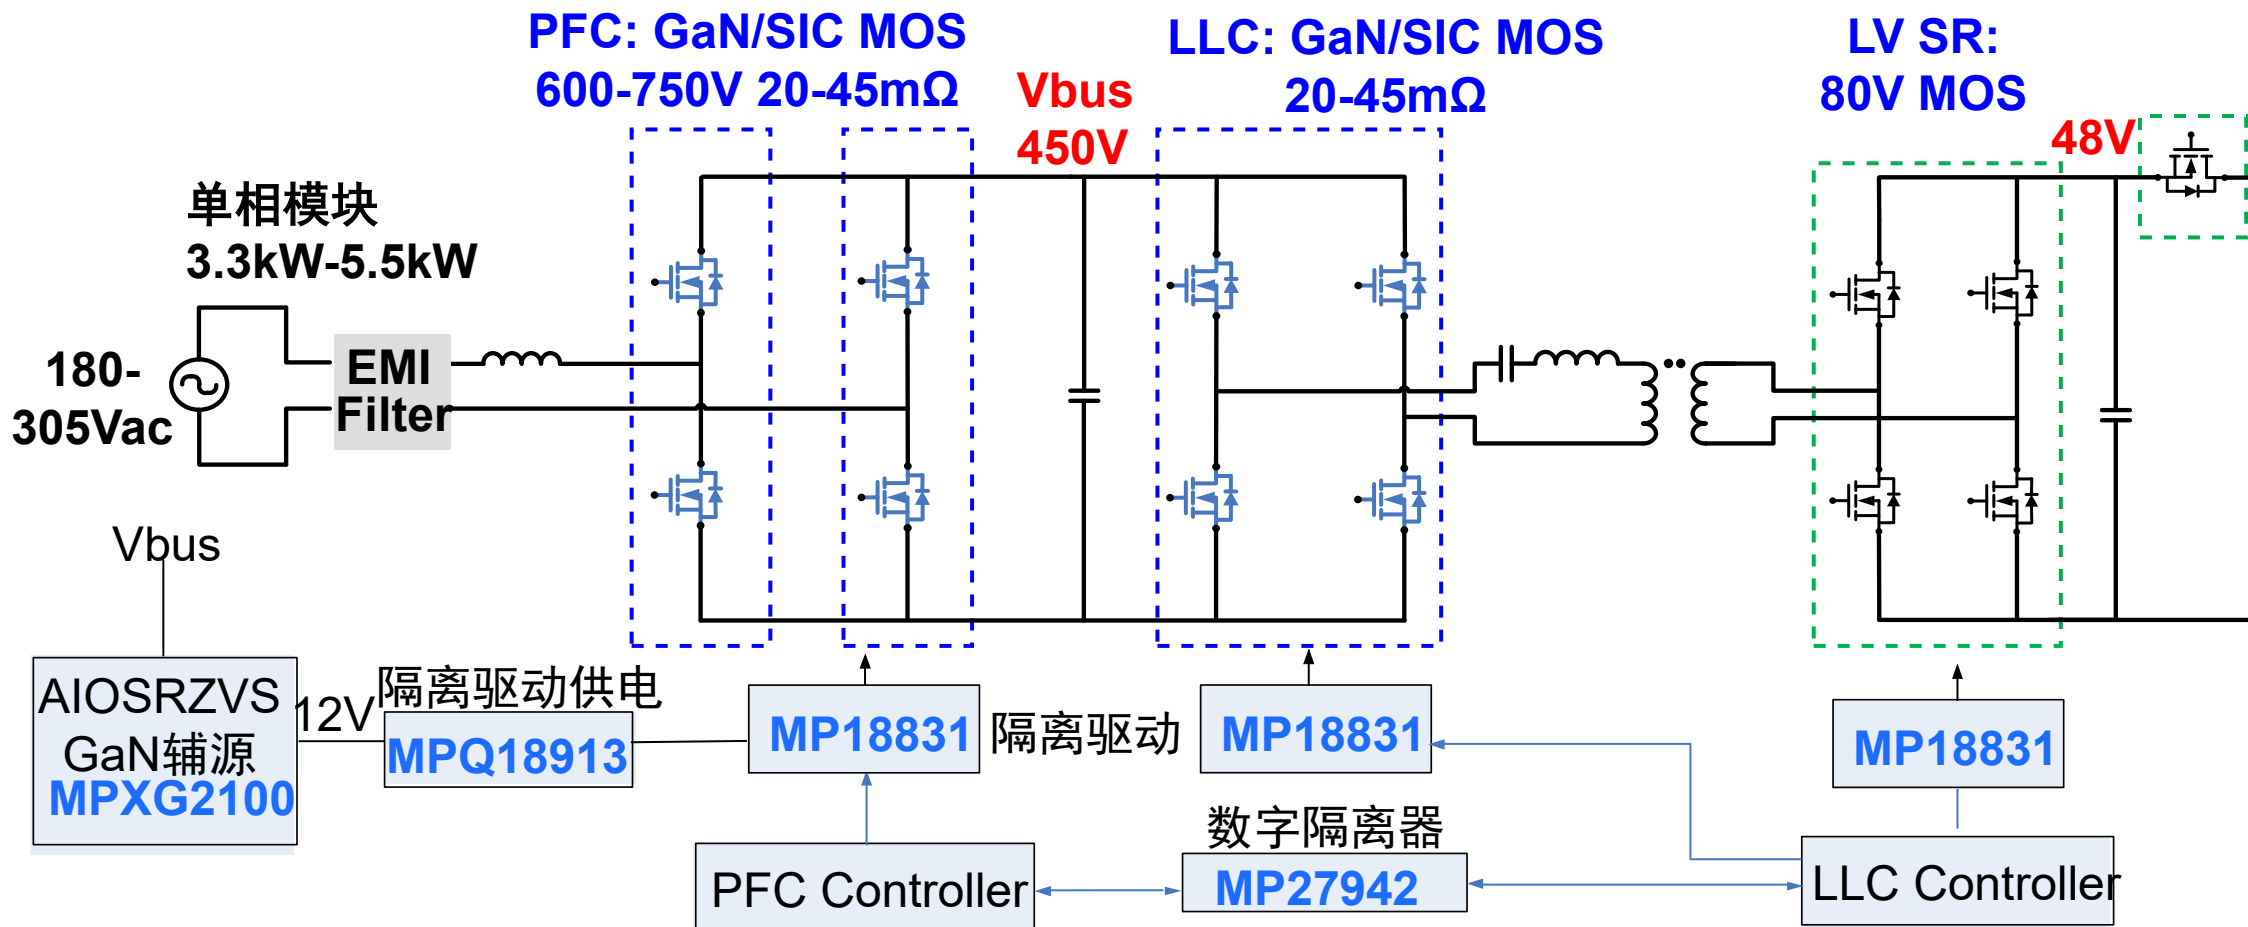 PFC: GaN/SIC MOS
600-750V 20-45mΩ
Vbus
450V
LLC: GaN/SIC MOS
20-45mΩ
LV SR:
80V MOS
48V
单相模块
3.3kW-5.5kW
180-
305Vac
EMI
Filter
Vbus
AIOSRZVS
GaN辅源
MPXG2100
12V
隔离驱动供电
MPQ18913
MP18831
隔离驱动
MP18831
MP18831
数字隔离器
PFC Controller
MP27942
LLC Controller